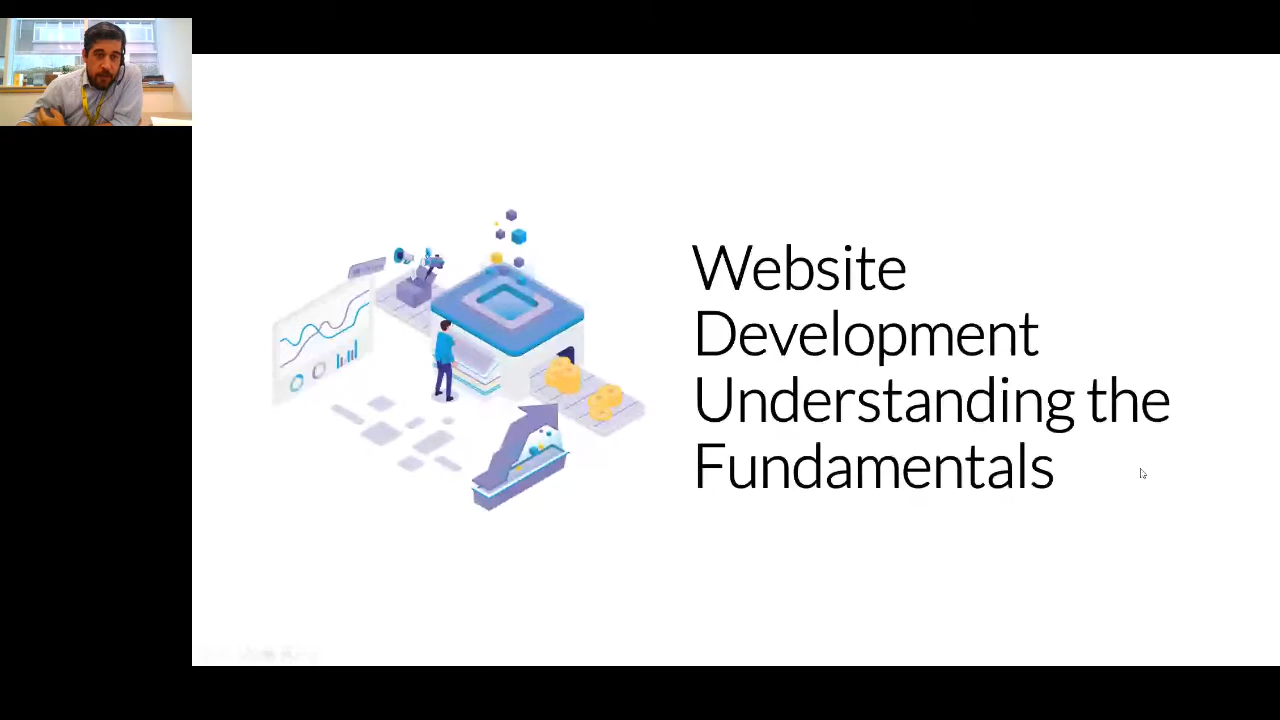 Website
Development
Understanding the
Fundamentals